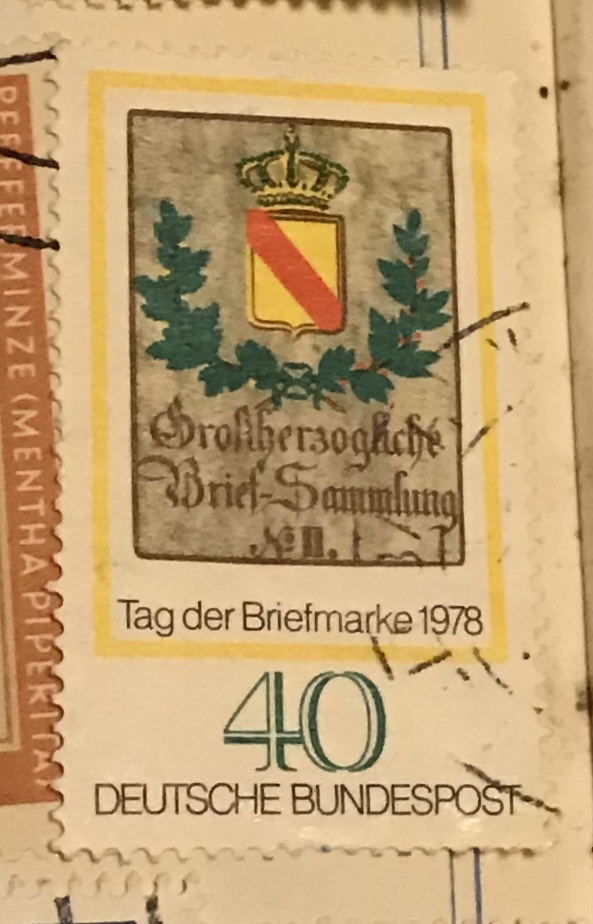 PFEFFERMINZE (MENTHA PIPERITA)
Großherzogliche
Brief-Sammlung
No. II.
Tag der Briefmarke 1978
40
DEUTSCHE BUNDESPOST